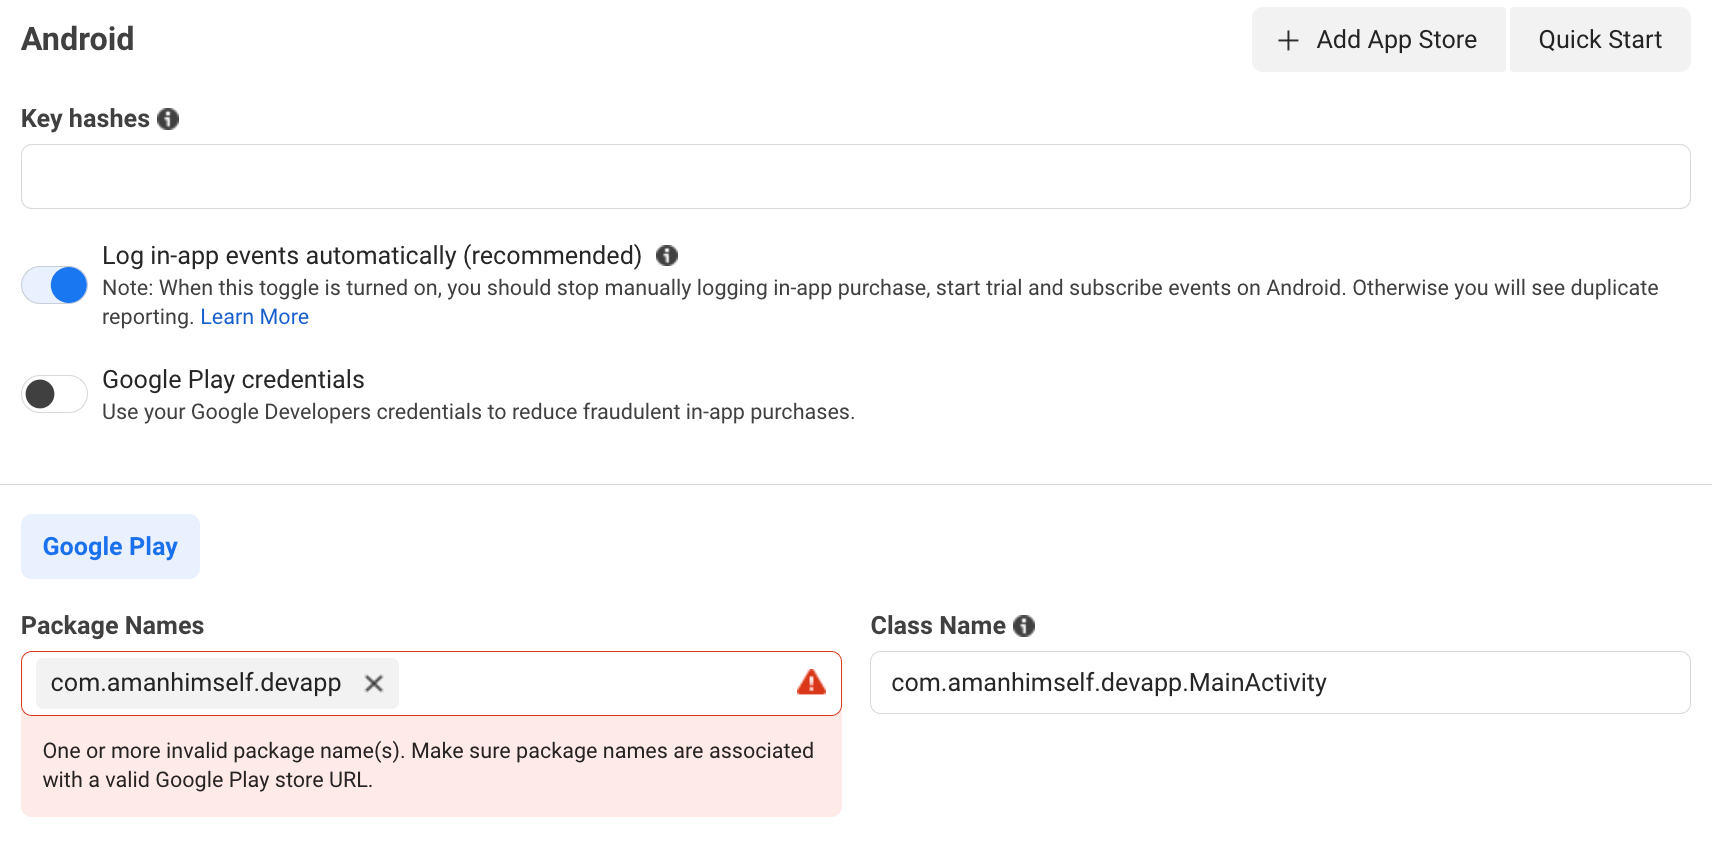 Android
+ Add App Store
Quick Start
Key hashes
Log in-app events automatically (recommended)
Note: When this toggle is turned on, you should stop manually logging in-app purchase, start trial and subscribe events on Android. Otherwise you will see duplicate
reporting. Learn More
Google Play credentials
Use your Google Developers credentials to reduce fraudulent in-app purchases.
Google Play
Package Names
com.amanhimself.devapp
One or more invalid package name(s). Make sure package names are associated
with a valid Google Play store URL.
Class Name
com.amanhimself.devapp.MainActivity